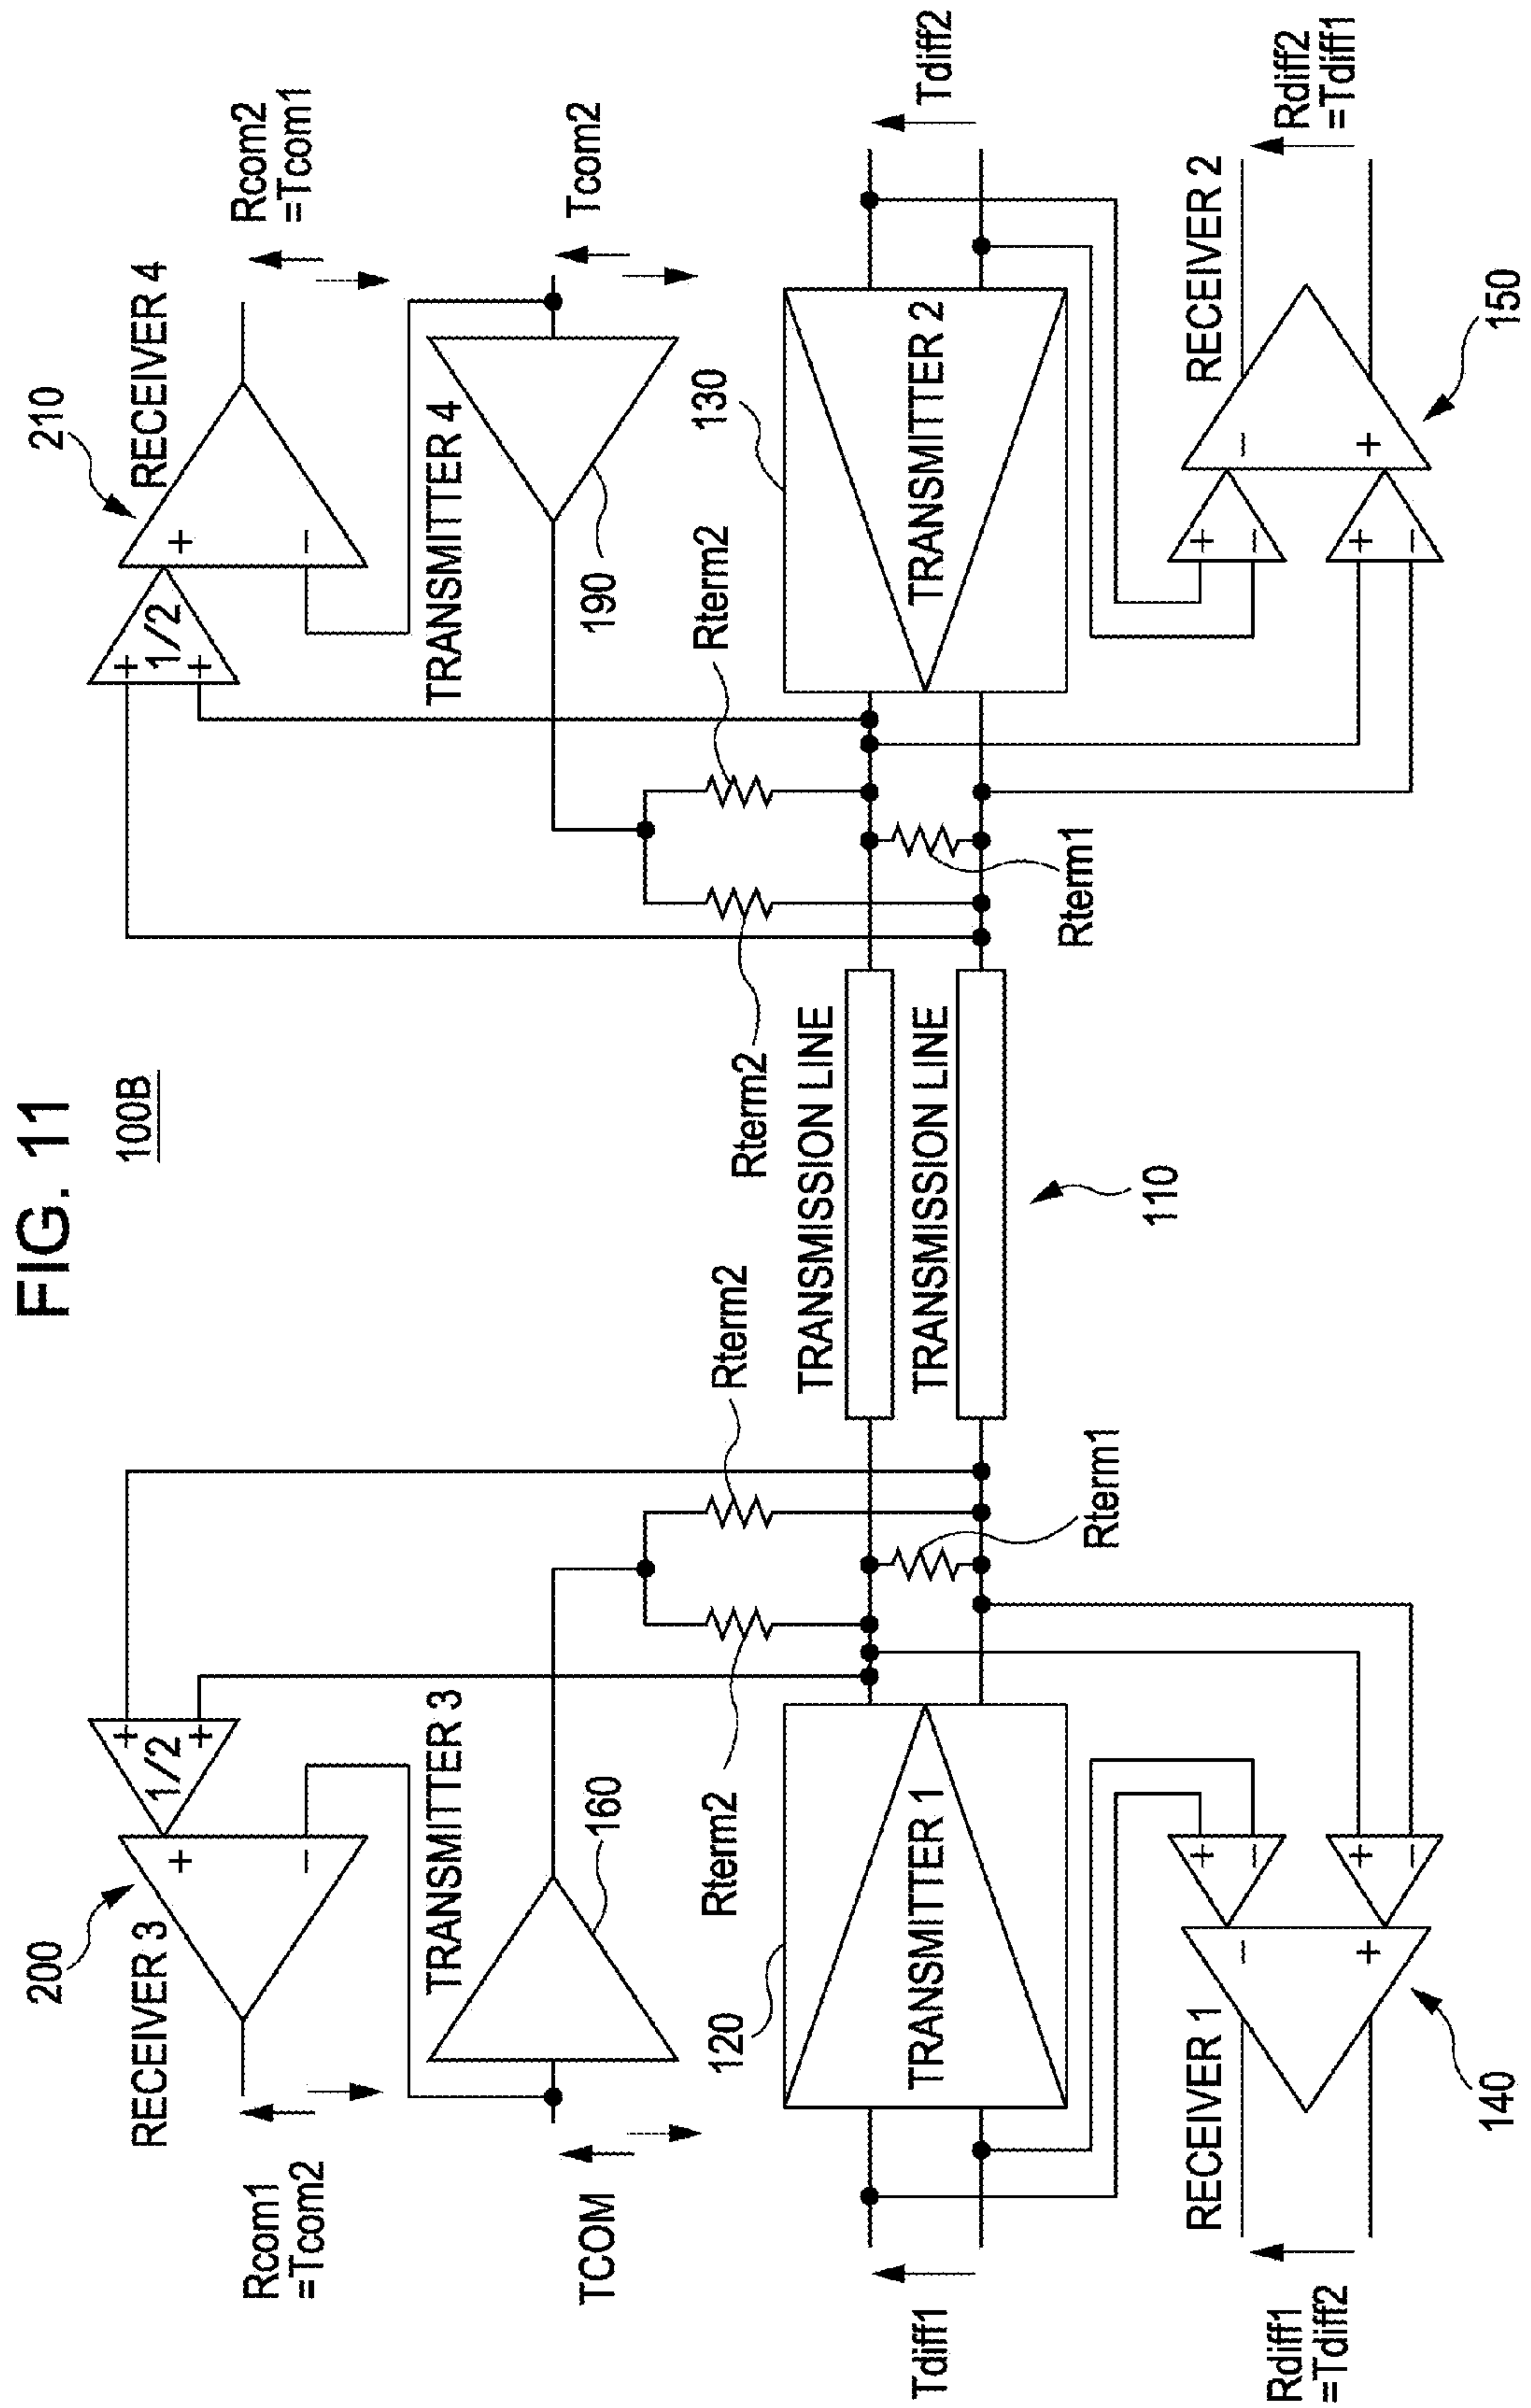 FIG. 11
100B
200
RECEIVER 3
Rcom1
=Tcom2
+
−
1/2
+
+
TRANSMITTER 3
160
TCOM
Rterm2
Rterm2
Rterm1
120
TRANSMITTER 1
Tdiff1
RECEIVER 1
Rdiff1
=Tdiff2
−
+
+
−
+
−
140
TRANSMISSION LINE
TRANSMISSION LINE
110
210
RECEIVER 4
Rcom2
=Tcom1
1/2
+
+
+
−
TRANSMITTER 4
190
Tcom2
Rterm2
Rterm2
Rterm1
130
TRANSMITTER 2
Tdiff2
RECEIVER 2
Rdiff2
=Tdiff1
+
−
+
−
−
+
150